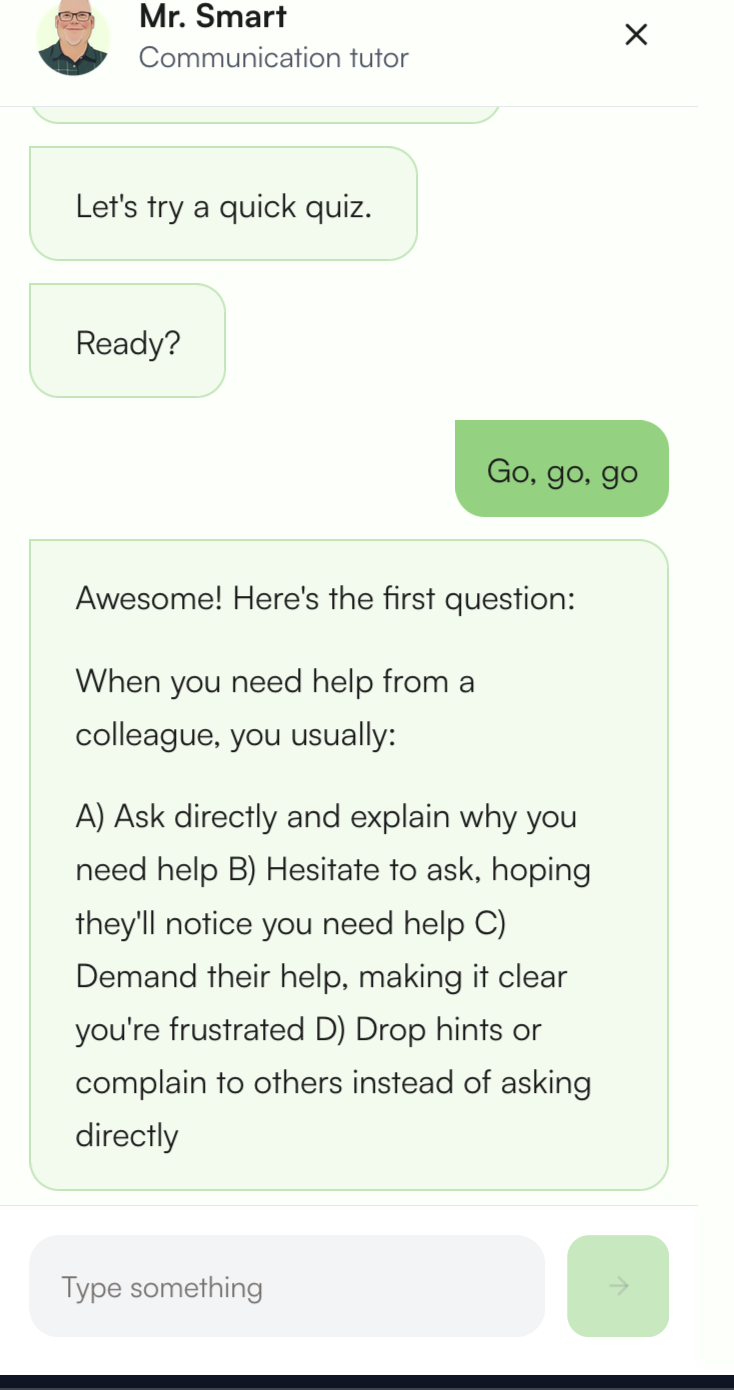 Mr. Smart
Communication tutor
Let's try a quick quiz.
Ready?
Go, go, go
Awesome! Here's the first question:
When you need help from a
colleague, you usually:
A) Ask directly and explain why you
need help B) Hesitate to ask, hoping
they'll notice you need help C)
Demand their help, making it clear
you're frustrated D) Drop hints or
complain to others instead of asking
directly
Type something